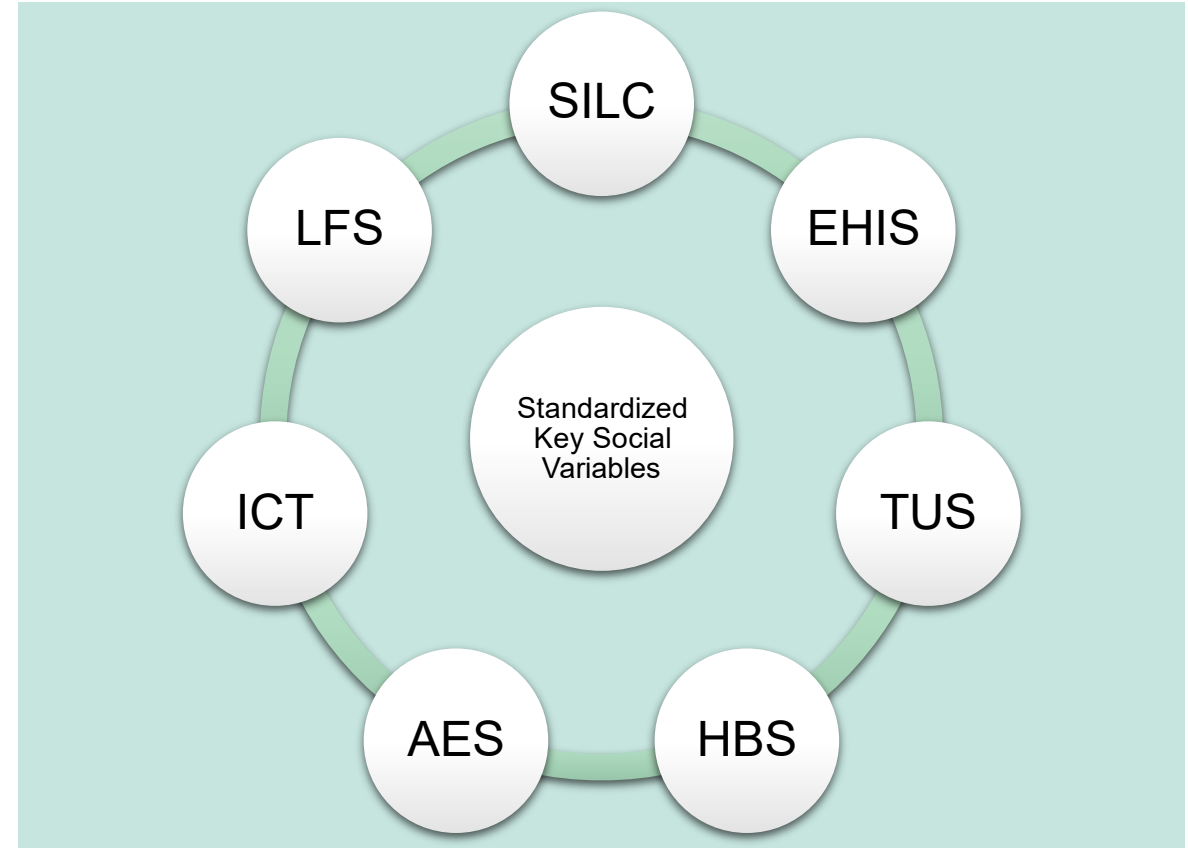 SILC
LFS
EHIS
Standardized
Key Social
Variables
ICT
TUS
AES
HBS